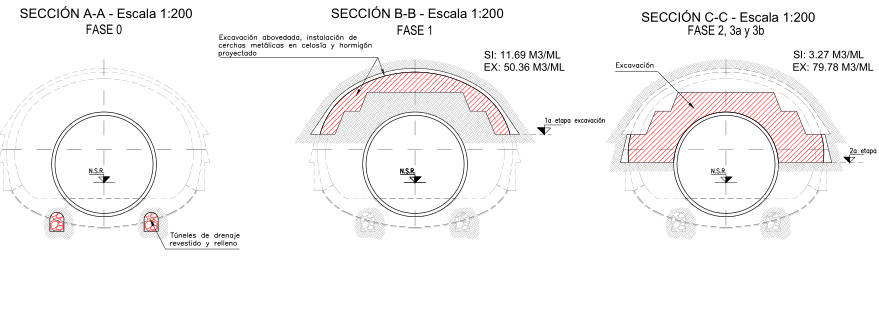 SECCIÓN A-A - Escala 1:200
FASE 0
N.S.R.
Túneles de drenaje
revestido y relleno
SECCIÓN B-B - Escala 1:200
FASE 1
Excavación abovedada, instalación de
cerchas metálicas en celosía y hormigón
proyectado
SI: 11.69 M3/ML
EX: 50.36 M3/ML
1a etapa excavación
N.S.R.
SECCIÓN C-C - Escala 1:200
FASE 2, 3a y 3b
Excavación
SI: 3.27 M3/ML
EX: 79.78 M3/ML
2a etapa
N.S.R.